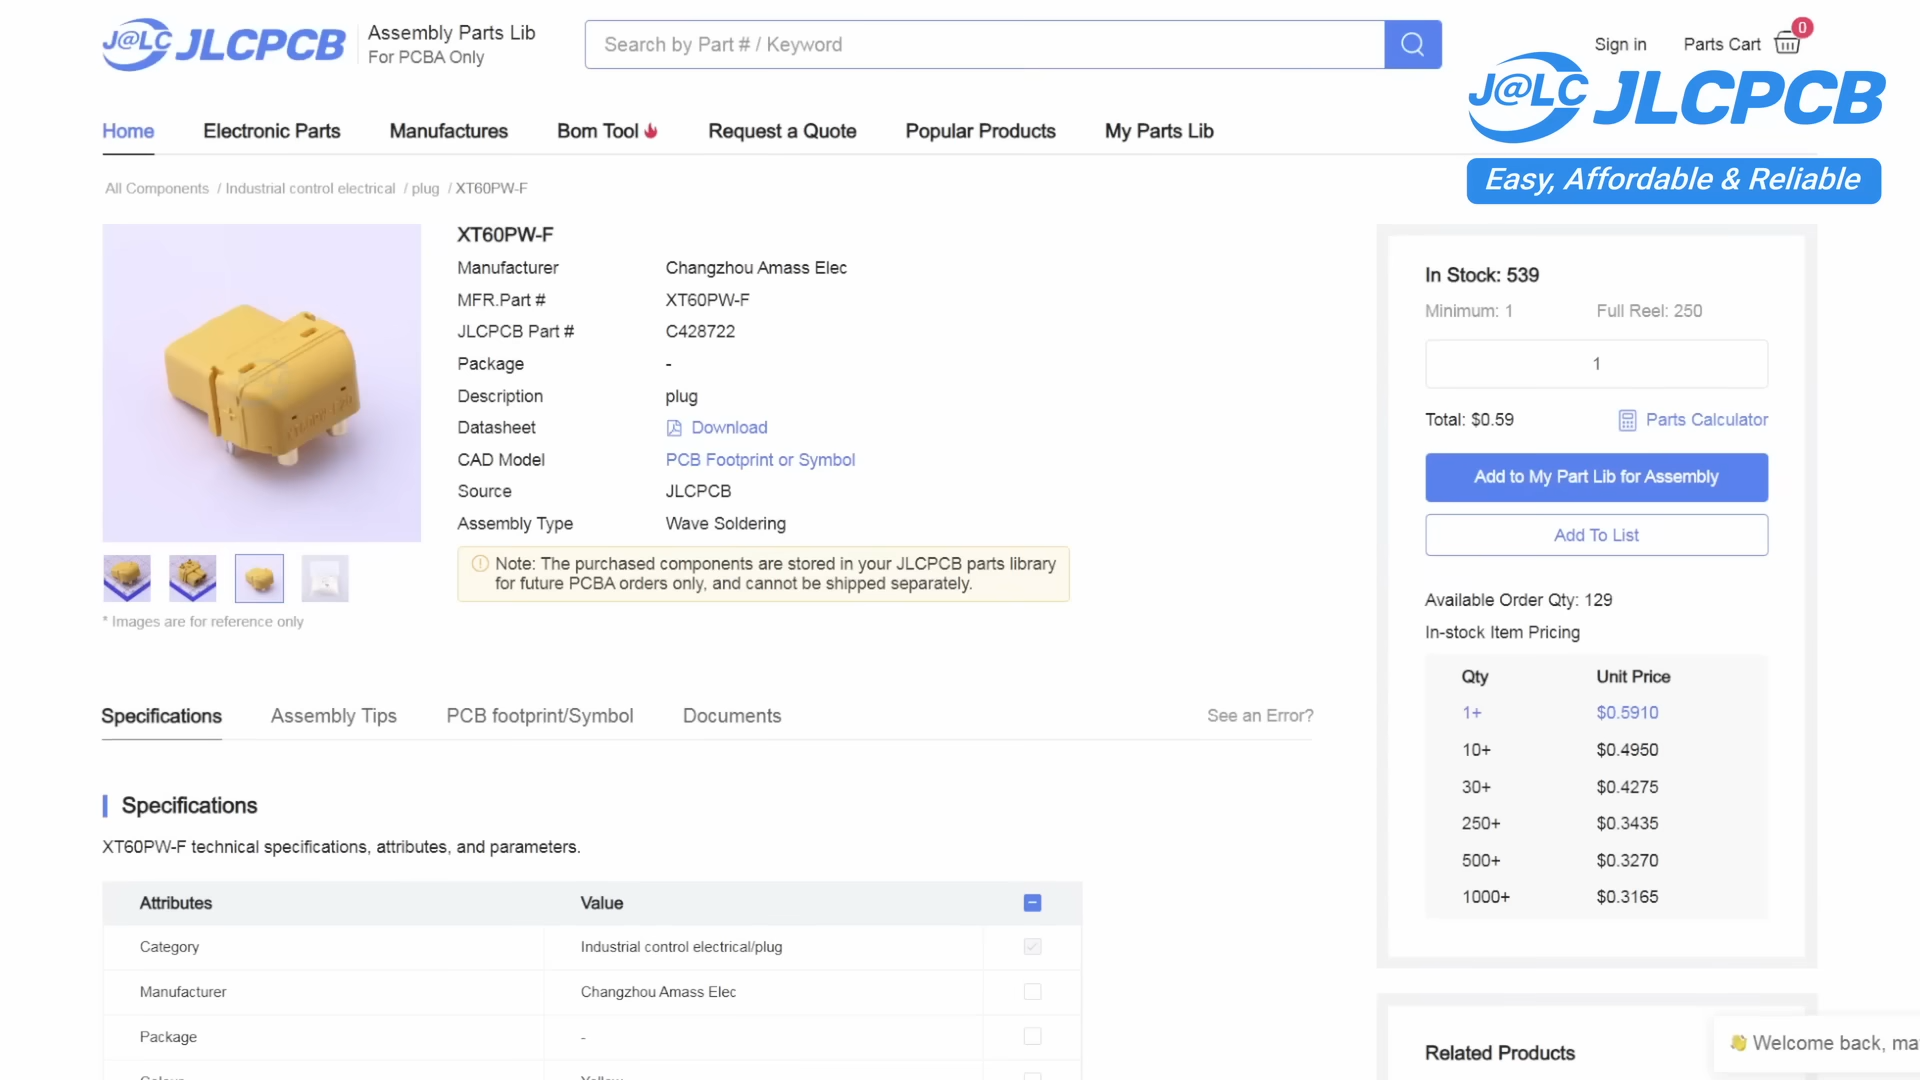 J@LC JLCPCB
Assembly Parts Lib
For PCBA Only
Search by Part # / Keyword
Sign in
Parts Cart
0
J@LC JLCPCB
Easy, Affordable & Reliable
Home
Electronic Parts
Manufactures
Bom Tool
Request a Quote
Popular Products
My Parts Lib
All Components / Industrial control electrical / plug / XT60PW-F
XT60PW-F
Manufacturer Changzhou Amass Elec
MFR.Part # XT60PW-F
JLCPCB Part # C428722
Package -
Description plug
Datasheet Download
CAD Model PCB Footprint or Symbol
Source JLCPCB
Assembly Type Wave Soldering
Note: The purchased components are stored in your JLCPCB parts library
for future PCBA orders only, and cannot be shipped separately.
* Images are for reference only
In Stock: 539
Minimum: 1 Full Reel: 250
1
Total: $0.59 Parts Calculator
Add to My Part Lib for Assembly
Add To List
Available Order Qty: 129
In-stock Item Pricing
Qty Unit Price
1+ $0.5910
10+ $0.4950
30+ $0.4275
250+ $0.3435
500+ $0.3270
1000+ $0.3165
Specifications
Assembly Tips
PCB footprint/Symbol
Documents
See an Error?
Specifications
XT60PW-F technical specifications, attributes, and parameters.
Attributes Value
Category Industrial control electrical/plug
Manufacturer Changzhou Amass Elec
Package -
Related Products
👋 Welcome back, ma